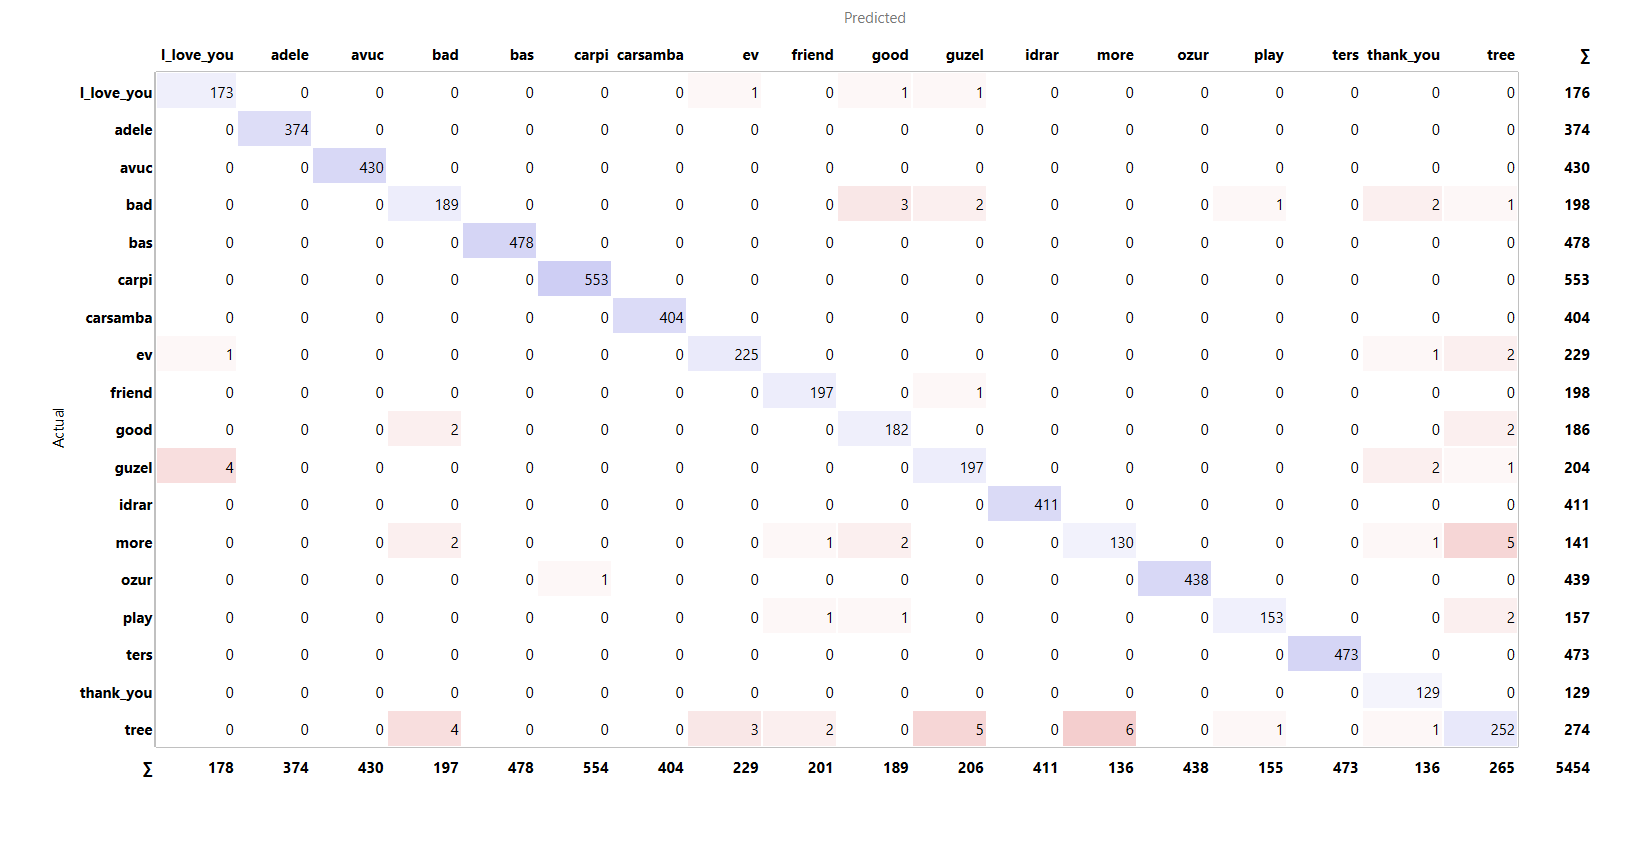 Predicted
I_love_you adele avuc bad bas carpi carsamba ev friend good guzel idrar more ozur play ters thank_you tree ∑
I_love_you 173 0 0 0 0 0 0 1 0 1 1 0 0 0 0 0 0 0 176
adele 0 374 0 0 0 0 0 0 0 0 0 0 0 0 0 0 0 0 374
avuc 0 0 430 0 0 0 0 0 0 0 0 0 0 0 0 0 0 0 430
bad 0 0 0 189 0 0 0 0 0 3 2 0 0 0 1 0 2 1 198
bas 0 0 0 0 478 0 0 0 0 0 0 0 0 0 0 0 0 0 478
carpi 0 0 0 0 0 553 0 0 0 0 0 0 0 0 0 0 0 0 553
carsamba 0 0 0 0 0 0 404 0 0 0 0 0 0 0 0 0 0 0 404
ev 1 0 0 0 0 0 0 225 0 0 0 0 0 0 0 0 1 2 229
friend 0 0 0 0 0 0 0 0 197 0 1 0 0 0 0 0 0 0 198
good 0 0 0 2 0 0 0 0 0 182 0 0 0 0 0 0 0 2 186
Actual
guzel 4 0 0 0 0 0 0 0 0 0 197 0 0 0 0 0 2 1 204
idrar 0 0 0 0 0 0 0 0 0 0 0 411 0 0 0 0 0 0 411
more 0 0 0 2 0 0 0 0 1 2 0 0 130 0 0 0 1 5 141
ozur 0 0 0 0 0 1 0 0 0 0 0 0 0 438 0 0 0 0 439
play 0 0 0 0 0 0 0 0 1 1 0 0 0 0 153 0 0 2 157
ters 0 0 0 0 0 0 0 0 0 0 0 0 0 0 0 473 0 0 473
thank_you 0 0 0 0 0 0 0 0 0 0 0 0 0 0 0 0 129 0 129
tree 0 0 0 4 0 0 0 3 2 0 5 0 6 0 1 0 1 252 274
∑ 178 374 430 197 478 554 404 229 201 189 206 411 136 438 155 473 136 265 5454